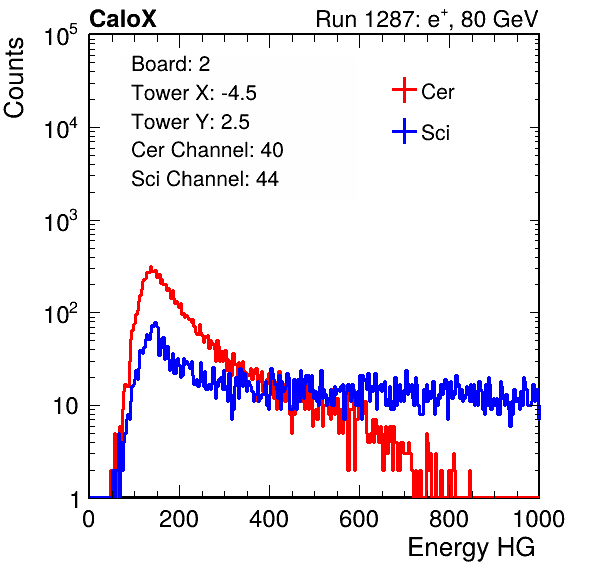 CaloX Run 1287: e⁺, 80 GeV
Counts
Board: 2
Tower X: -4.5
Tower Y: 2.5
Cer Channel: 40
Sci Channel: 44
Cer
Sci
10⁵
10⁴
10³
10²
10
1
0 200 400 600 800 1000
Energy HG